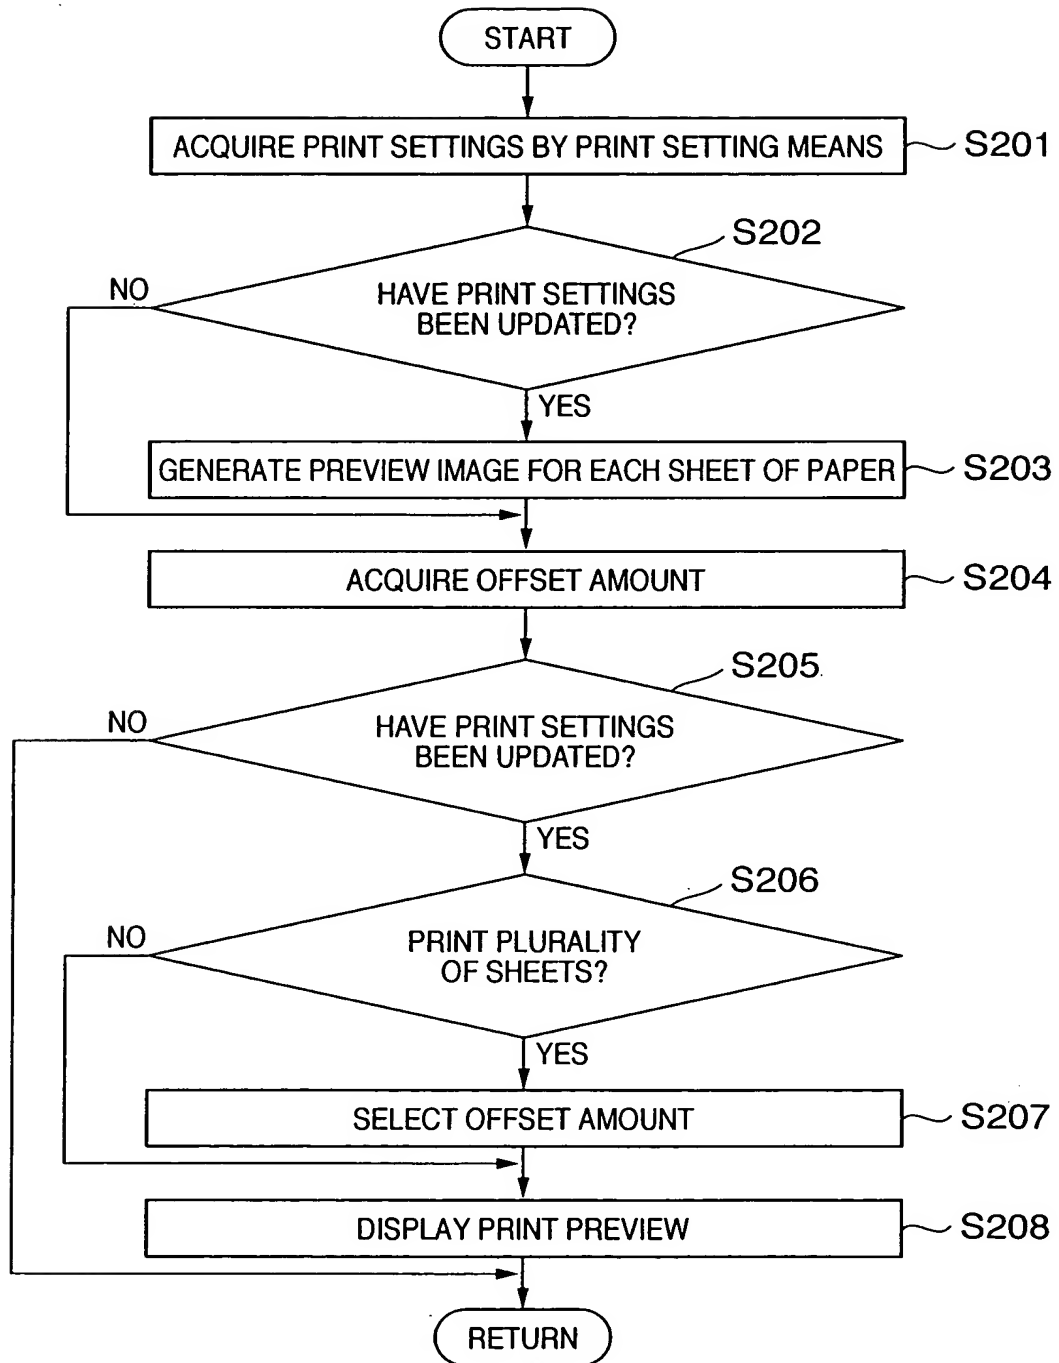 START
ACQUIRE PRINT SETTINGS BY PRINT SETTING MEANS
S201
S202
NO
HAVE PRINT SETTINGS
BEEN UPDATED?
YES
GENERATE PREVIEW IMAGE FOR EACH SHEET OF PAPER
S203
ACQUIRE OFFSET AMOUNT
S204
S205
NO
HAVE PRINT SETTINGS
BEEN UPDATED?
YES
S206
NO
PRINT PLURALITY
OF SHEETS?
YES
SELECT OFFSET AMOUNT
S207
DISPLAY PRINT PREVIEW
S208
RETURN